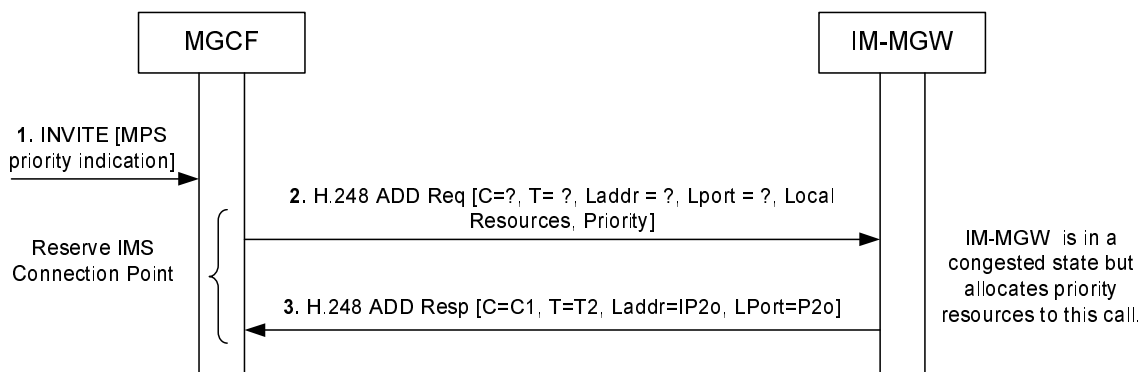 MGCF
IM-MGW
1. INVITE [MPS
priority indication]
2. H.248 ADD Req [C=?, T= ?, Laddr = ?, Lport = ?, Local
Resources, Priority]
Reserve IMS
Connection Point
IM-MGW is in a
congested state but
allocates priority
resources to this call.
3. H.248 ADD Resp [C=C1, T=T2, Laddr=IP2o, LPort=P2o]